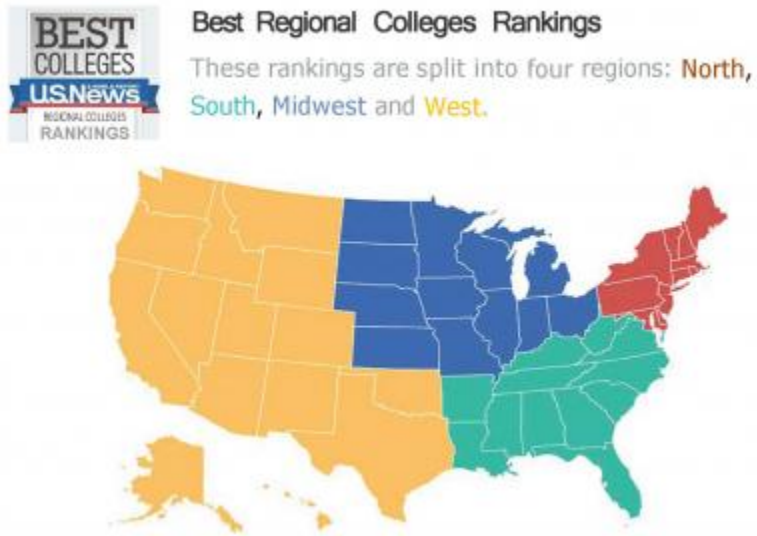 BEST
COLLEGES
U.S.News
REGIONAL COLLEGES
RANKINGS
Best Regional Colleges Rankings
These rankings are split into four regions: North,
South, Midwest and West.